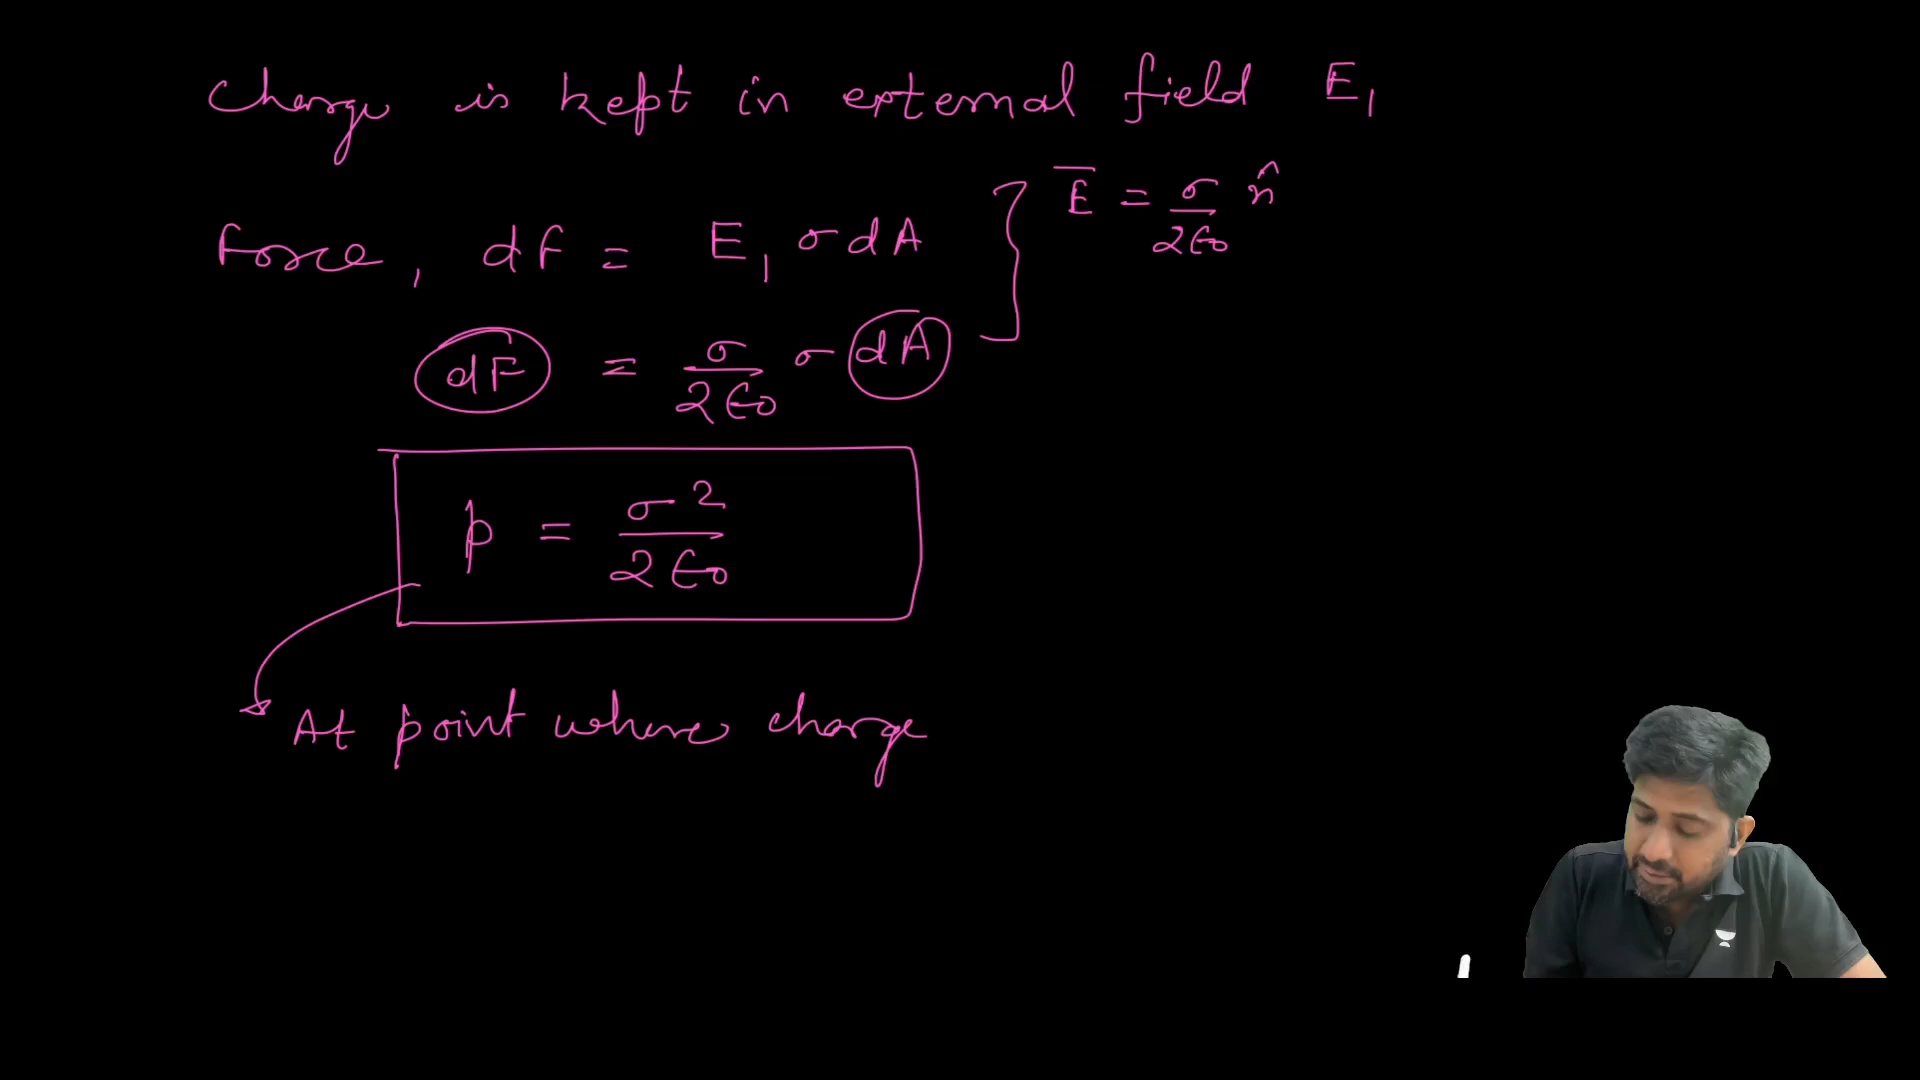 Charge is kept in external field E₁
E̅ = σ/2ϵ₀ n̂
Force, dF = E₁ σ dA
dF = σ/2ϵ₀ σ dA
p = σ²/2ϵ₀
At point where charge